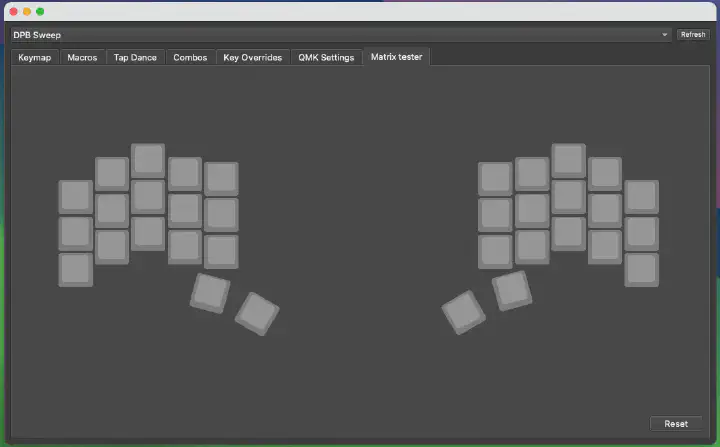 DPB Sweep Refresh
Keymap Macros Tap Dance Combos Key Overrides QMK Settings Matrix tester
Reset